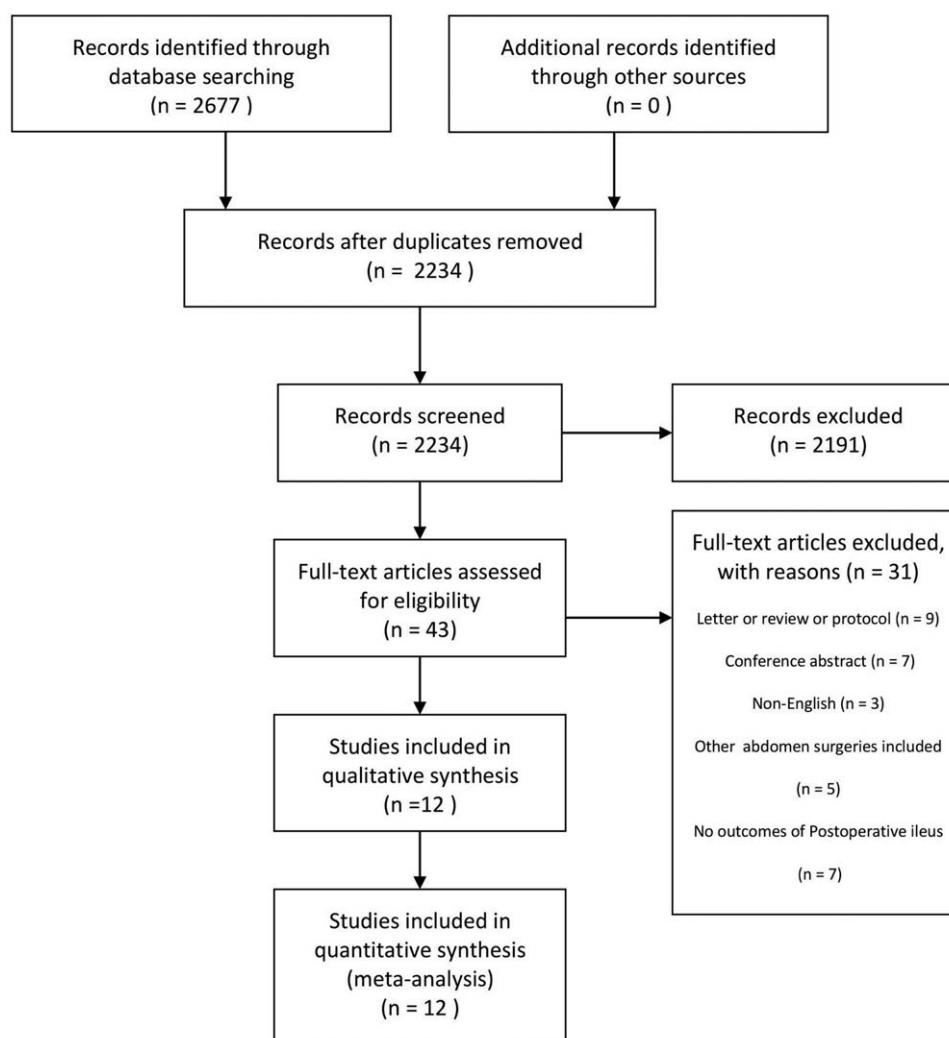 Records identified through
database searching
(n = 2677 )
Additional records identified
through other sources
(n = 0 )
Records after duplicates removed
(n = 2234 )
Records screened
(n = 2234)
Records excluded
(n = 2191)
Full-text articles assessed
for eligibility
(n = 43)
Full-text articles excluded,
with reasons (n = 31)
Letter or review or protocol (n = 9)
Conference abstract (n = 7)
Non-English (n = 3)
Other abdomen surgeries included
(n = 5)
No outcomes of Postoperative ileus
(n = 7)
Studies included in
qualitative synthesis
(n =12 )
Studies included in
quantitative synthesis
(meta-analysis)
(n = 12 )